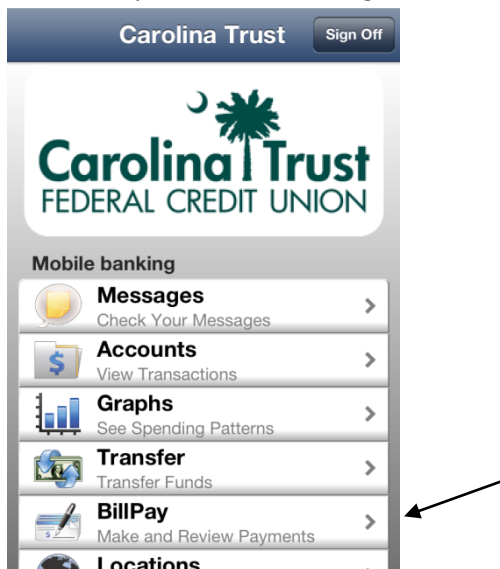 Carolina Trust
Sign Off
Carolina Trust
FEDERAL CREDIT UNION
Mobile banking
Messages
Check Your Messages
Accounts
View Transactions
Graphs
See Spending Patterns
Transfer
Transfer Funds
BillPay
Make and Review Payments
Locations